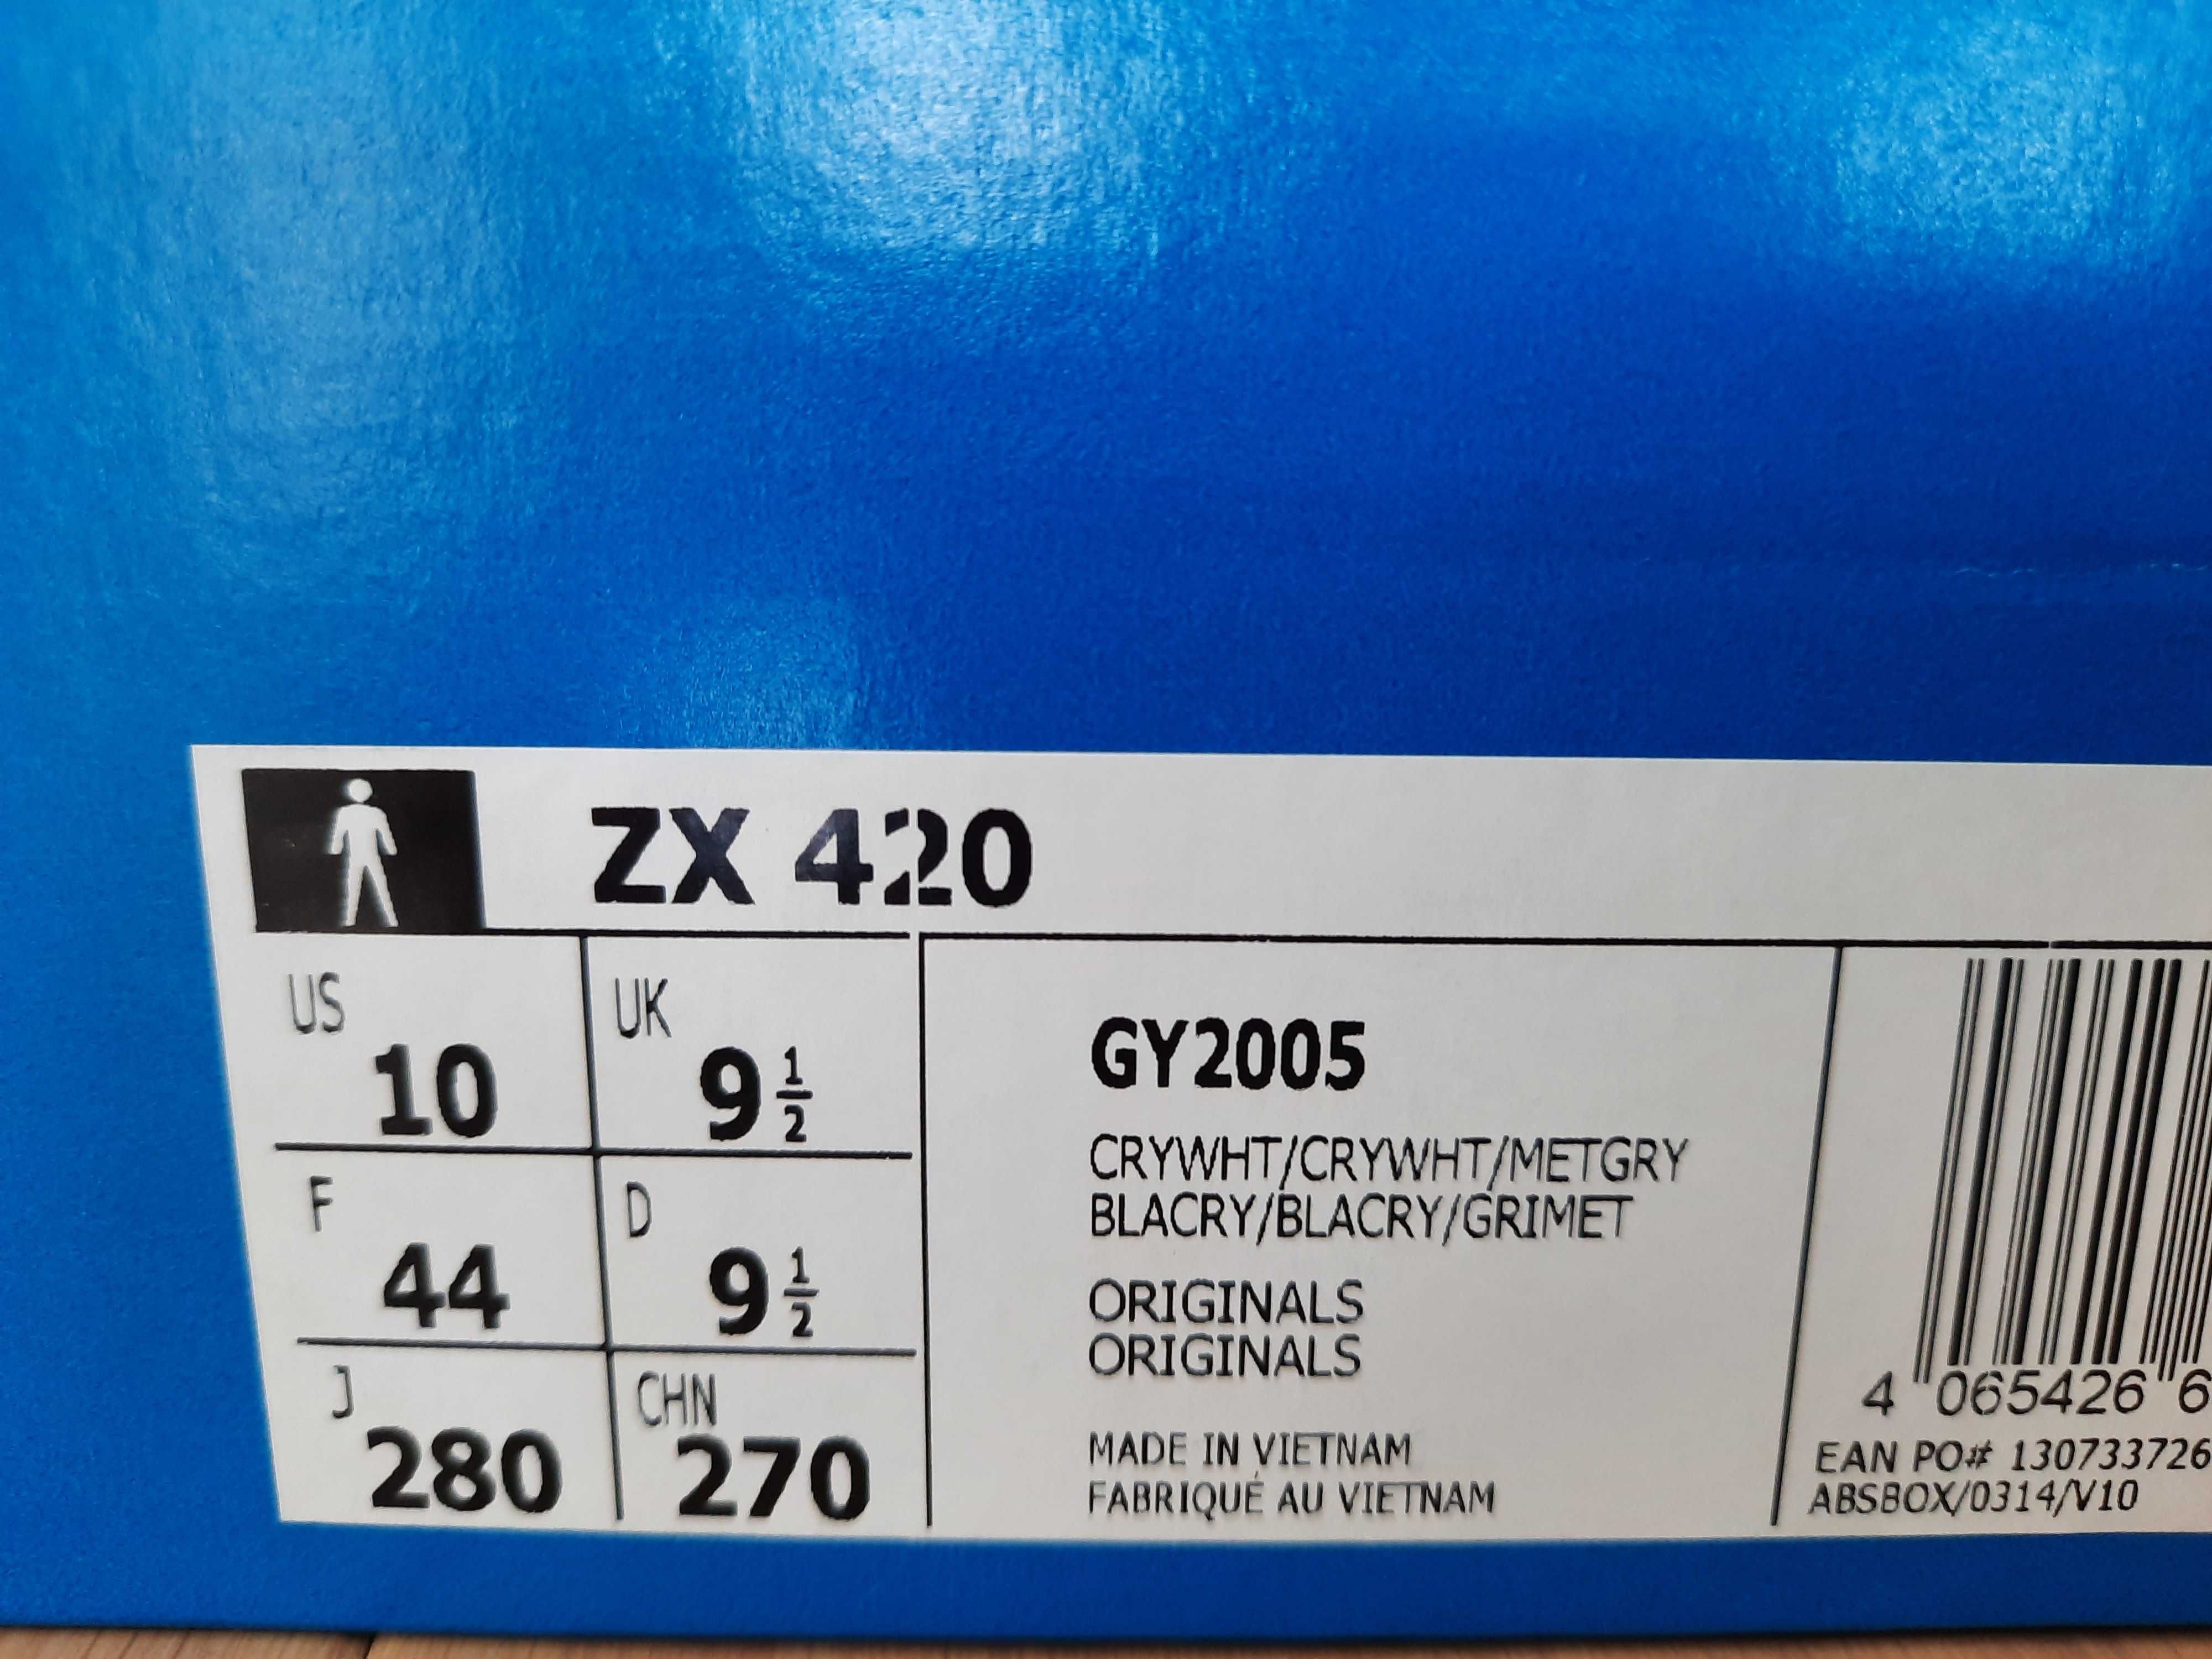 ZX 420
US 10
UK 9 1/2
F 44
D 9 1/2
J 280
CHN 270
GY2005
CRYWHT/CRYWHT/METGRY
BLACRY/BLACRY/GRIMET
ORIGINALS
ORIGINALS
MADE IN VIETNAM
FABRIQUÉ AU VIETNAM
4 065426 6
EAN PO# 130733726
ABSBOX/0314/V10